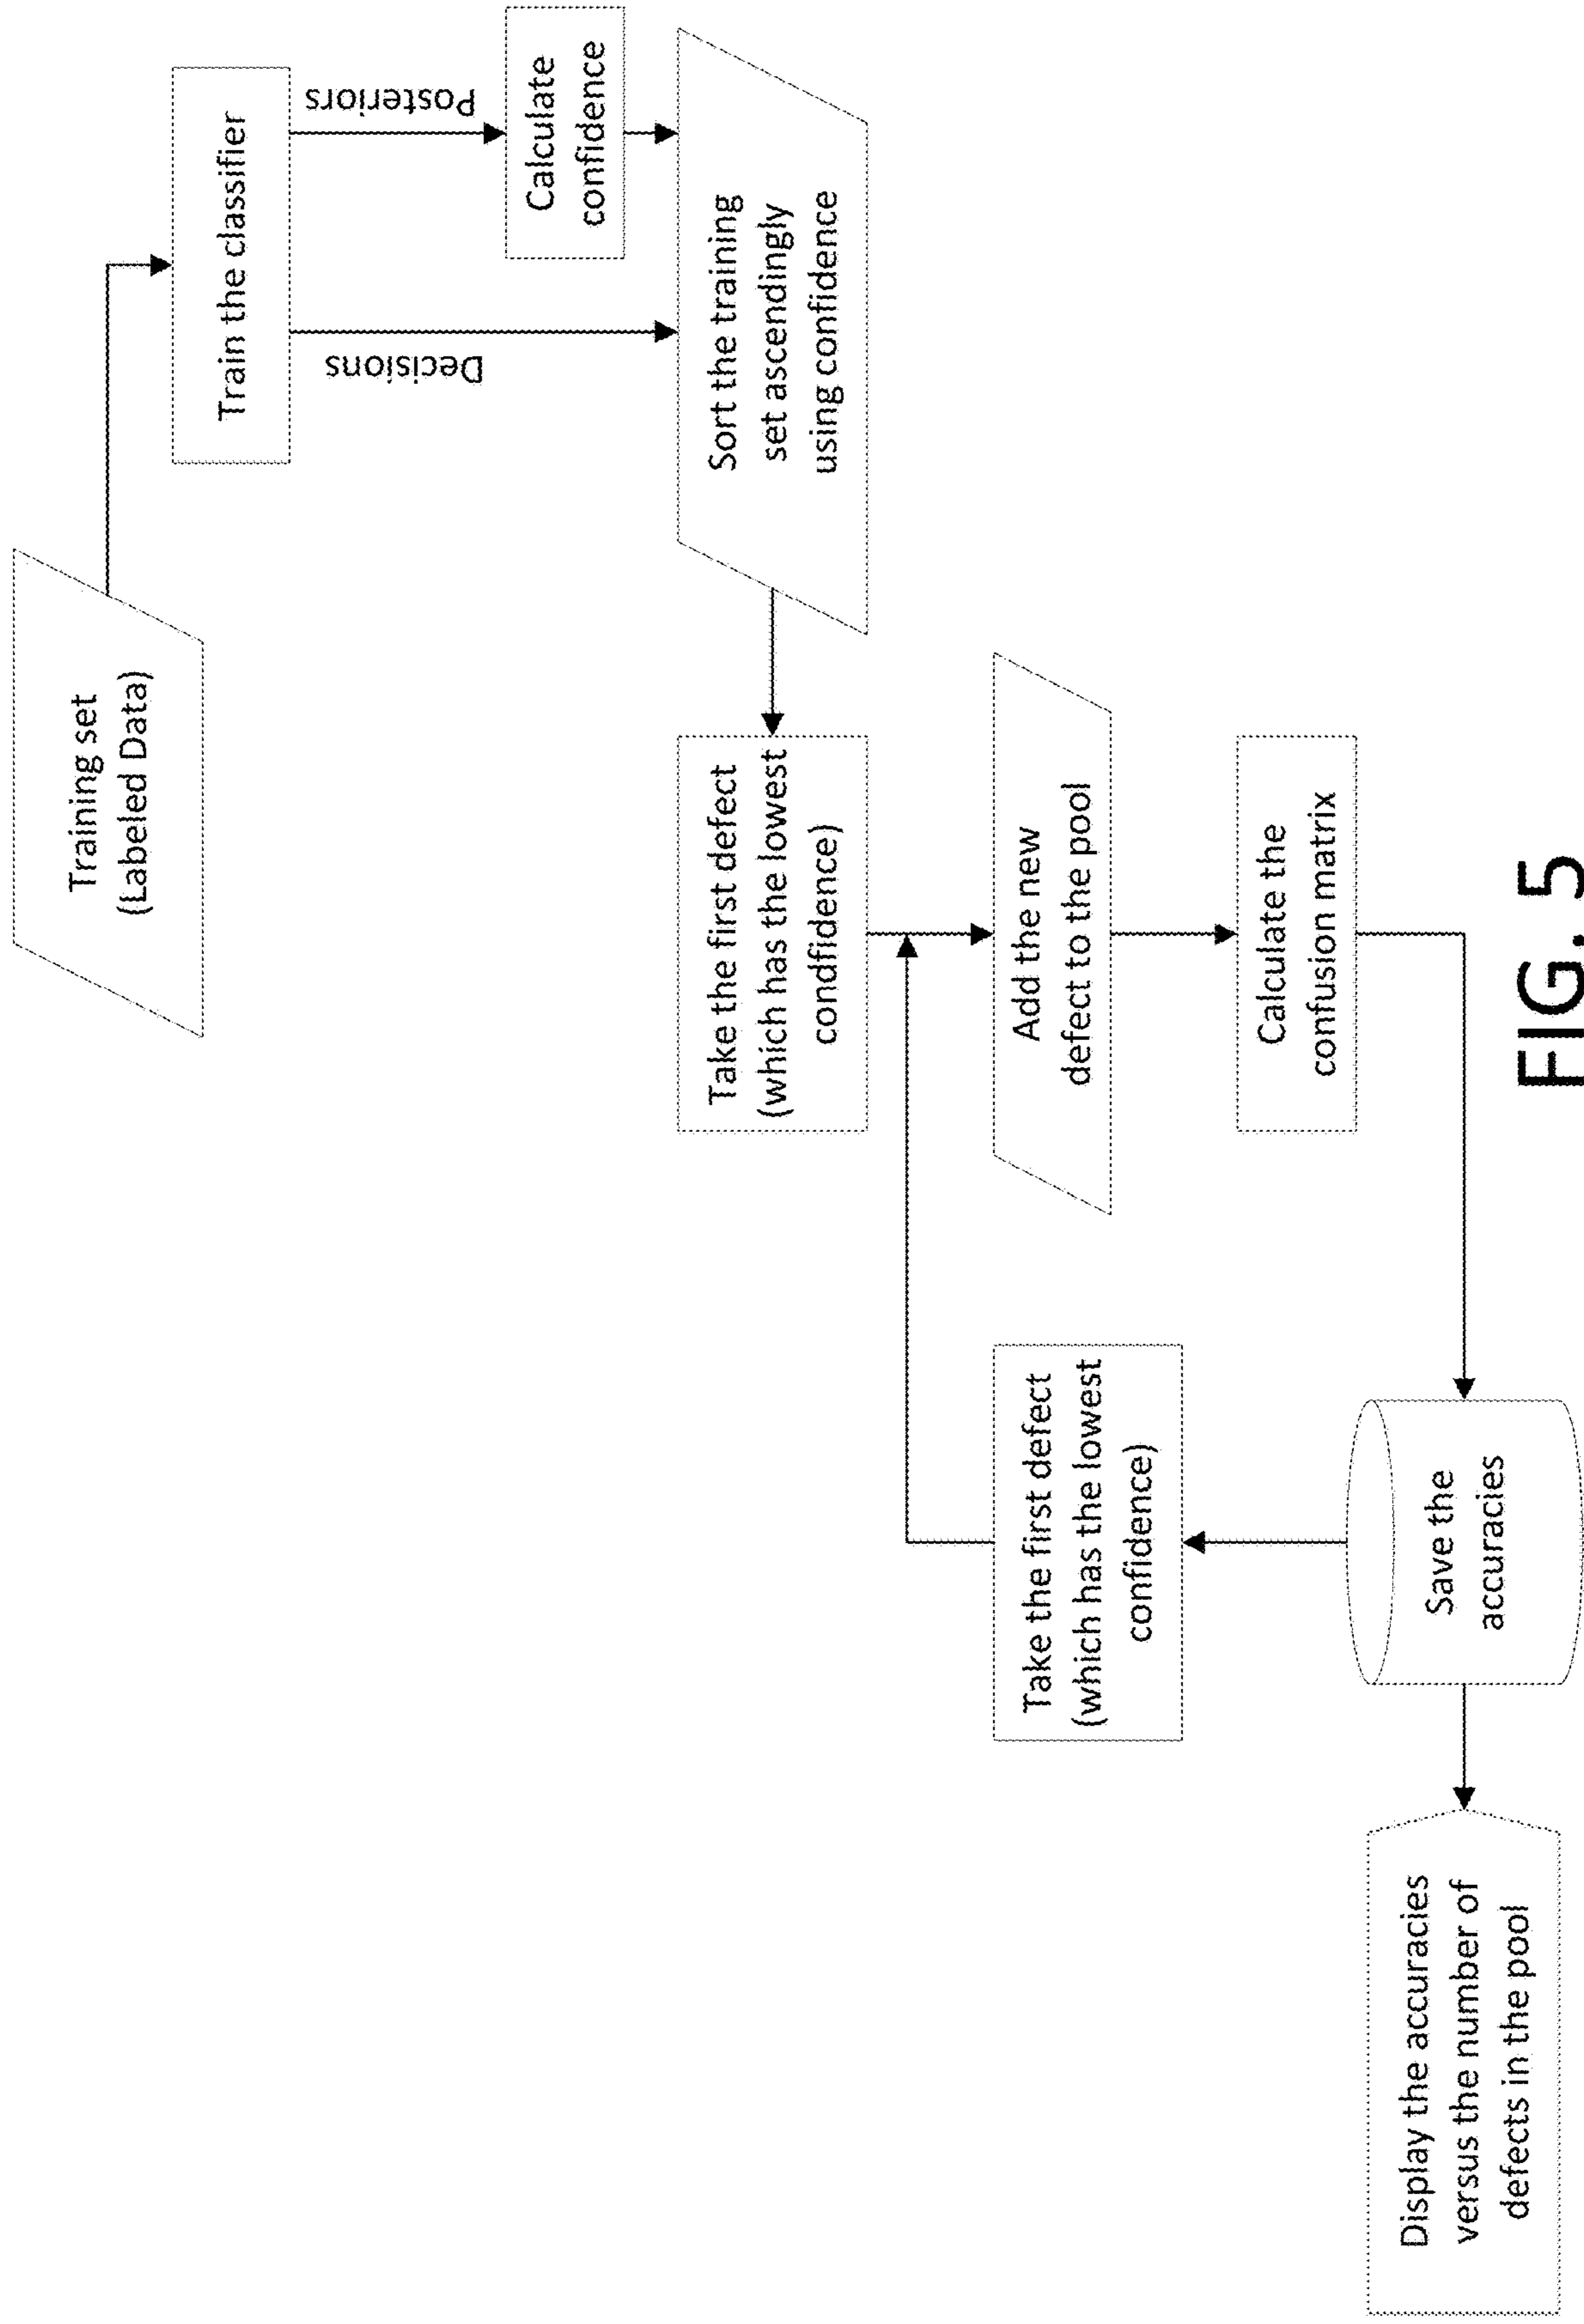 Training set
(Labeled Data)
Train the classifier
Posteriors
Decisions
Calculate
confidence
Sort the training
set ascendingly
using confidence
Take the first defect
(which has the lowest
condfidence)
Add the new
defect to the pool
Calculate the
confusion matrix
Take the first defect
(which has the lowest
confidence)
Save the
accuracies
Display the accuracies
versus the number of
defects in the pool
FIG. 5